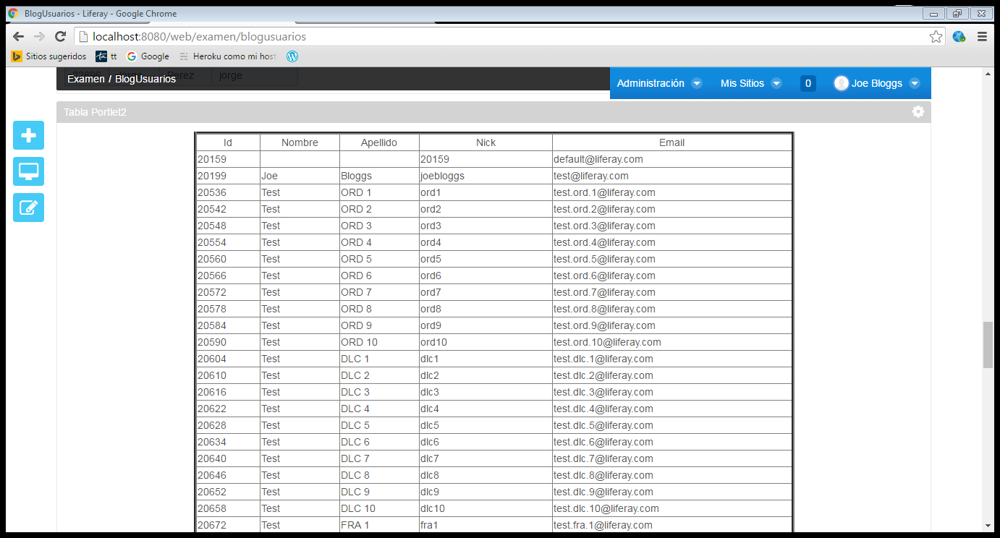 BlogUsuarios - Liferay - Google Chrome
localhost:8080/web/examen/blogusuarios
Sitios sugeridos tt Google Heroku como mi host
Perez jorge
Examen / BlogUsuarios Administración Mis Sitios 0 Joe Bloggs
Tabla Portlet2
Id Nombre Apellido Nick Email
20159 20159 default@liferay.com
20199 Joe Bloggs joebloggs test@liferay.com
20536 Test ORD 1 ord1 test.ord.1@liferay.com
20542 Test ORD 2 ord2 test.ord.2@liferay.com
20548 Test ORD 3 ord3 test.ord.3@liferay.com
20554 Test ORD 4 ord4 test.ord.4@liferay.com
20560 Test ORD 5 ord5 test.ord.5@liferay.com
20566 Test ORD 6 ord6 test.ord.6@liferay.com
20572 Test ORD 7 ord7 test.ord.7@liferay.com
20578 Test ORD 8 ord8 test.ord.8@liferay.com
20584 Test ORD 9 ord9 test.ord.9@liferay.com
20590 Test ORD 10 ord10 test.ord.10@liferay.com
20604 Test DLC 1 dlc1 test.dlc.1@liferay.com
20610 Test DLC 2 dlc2 test.dlc.2@liferay.com
20616 Test DLC 3 dlc3 test.dlc.3@liferay.com
20622 Test DLC 4 dlc4 test.dlc.4@liferay.com
20628 Test DLC 5 dlc5 test.dlc.5@liferay.com
20634 Test DLC 6 dlc6 test.dlc.6@liferay.com
20640 Test DLC 7 dlc7 test.dlc.7@liferay.com
20646 Test DLC 8 dlc8 test.dlc.8@liferay.com
20652 Test DLC 9 dlc9 test.dlc.9@liferay.com
20658 Test DLC 10 dlc10 test.dlc.10@liferay.com
20672 Test FRA 1 fra1 test.fra.1@liferay.com